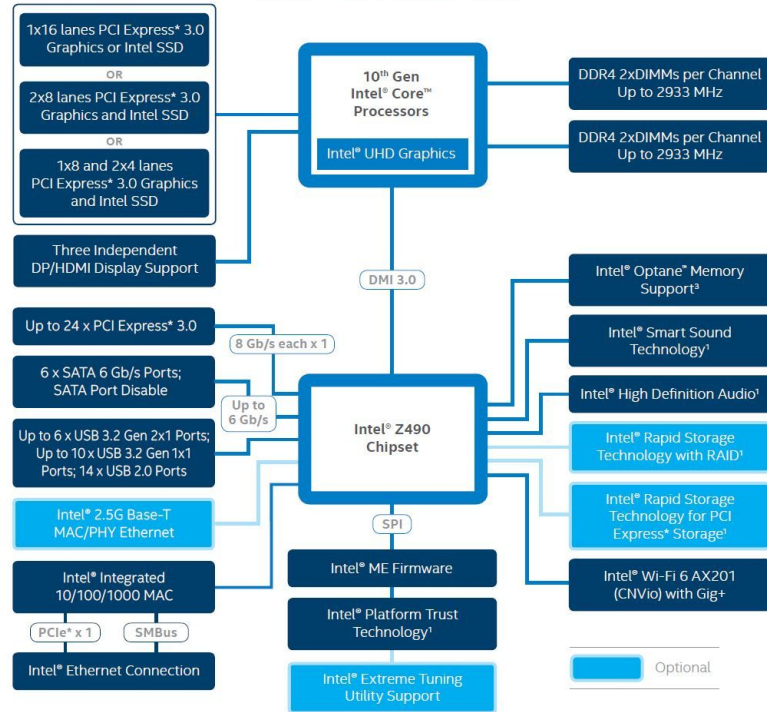 1x16 lanes PCI Express* 3.0
Graphics or Intel SSD
OR
2x8 lanes PCI Express* 3.0
Graphics and Intel SSD
OR
1x8 and 2x4 lanes
PCI Express* 3.0 Graphics
and Intel SSD
Three Independent
DP/HDMI Display Support
10th Gen
Intel® Core™
Processors
Intel® UHD Graphics
DDR4 2xDIMMs per Channel
Up to 2933 MHz
DDR4 2xDIMMs per Channel
Up to 2933 MHz
DMI 3.0
Up to 24 x PCI Express* 3.0
8 Gb/s each x 1
6 x SATA 6 Gb/s Ports;
SATA Port Disable
Up to
6 Gb/s
Up to 6 x USB 3.2 Gen 2x1 Ports;
Up to 10 x USB 3.2 Gen 1x1
Ports; 14 x USB 2.0 Ports
Intel® 2.5G Base-T
MAC/PHY Ethernet
Intel® Integrated
10/100/1000 MAC
PCIe* x 1
SMBus
Intel® Ethernet Connection
Intel® Z490
Chipset
SPI
Intel® ME Firmware
Intel® Platform Trust
Technology¹
Intel® Extreme Tuning
Utility Support
Intel® Optane™ Memory
Support³
Intel® Smart Sound
Technology¹
Intel® High Definition Audio¹
Intel® Rapid Storage
Technology with RAID¹
Intel® Rapid Storage
Technology for PCI
Express* Storage¹
Intel® Wi-Fi 6 AX201
(CNVio) with Gig+
Optional